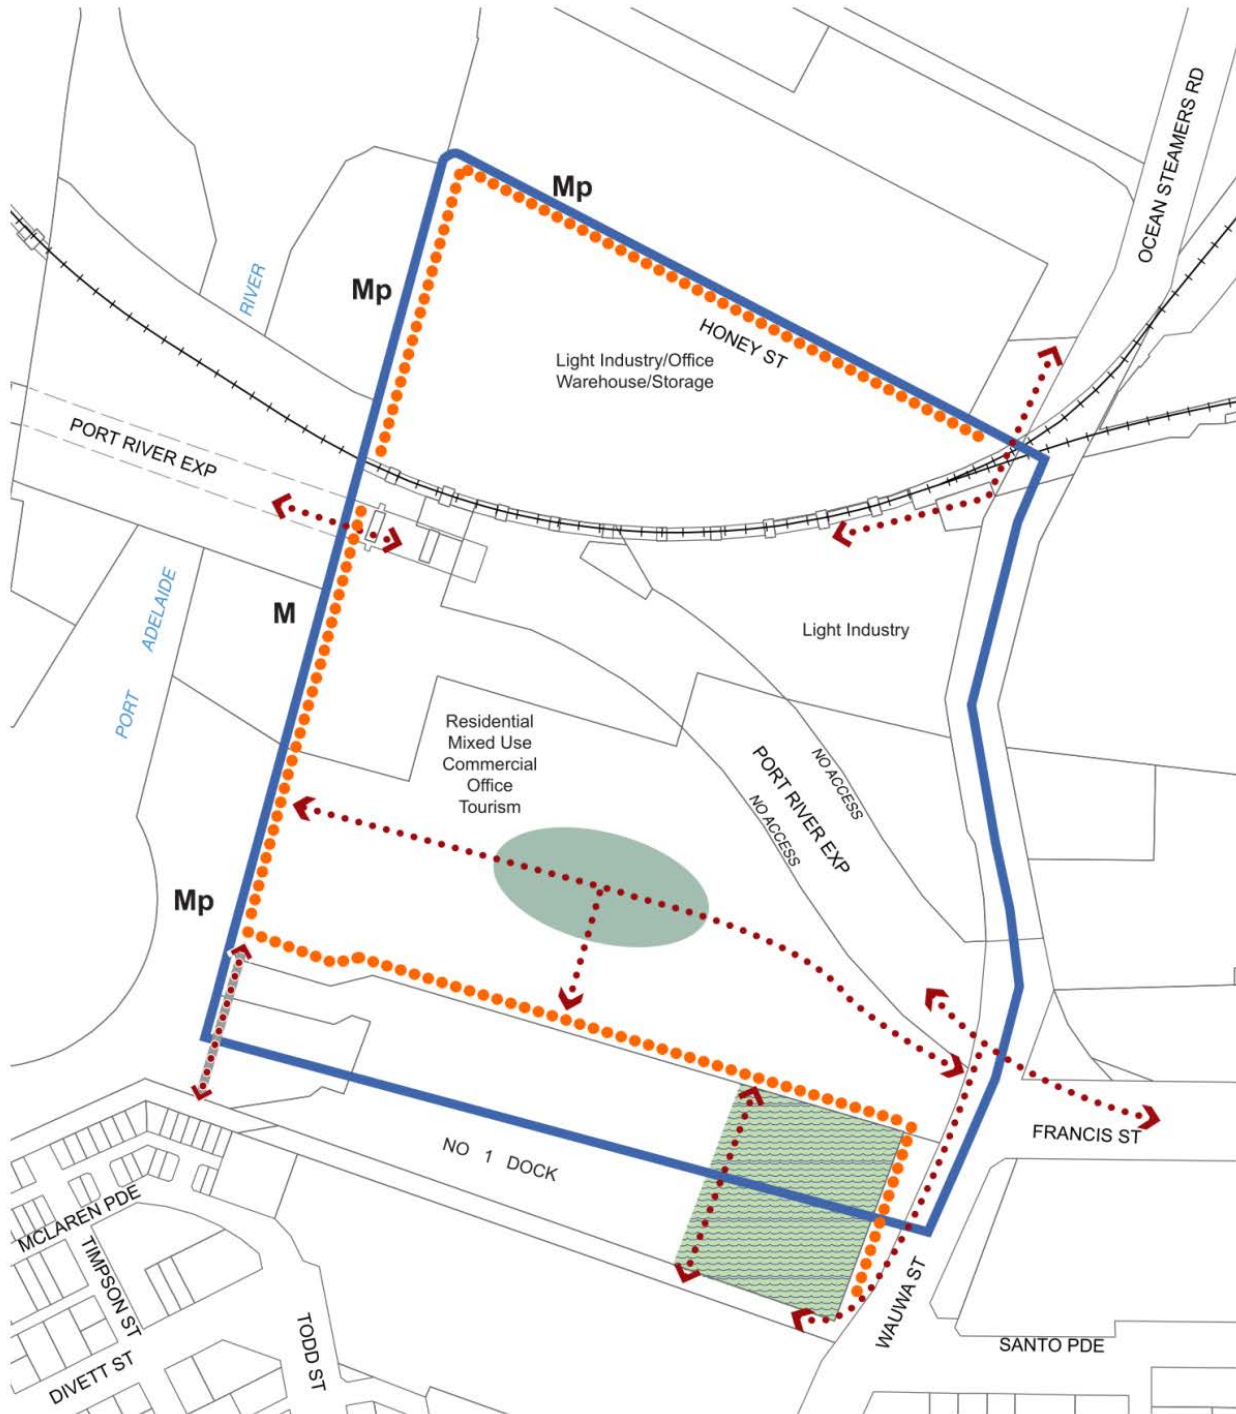 OCEAN STEAMERS RD
Mp
RIVER
Mp
HONEY ST
Light Industry/Office
Warehouse/Storage
PORT RIVER EXP
M
PORT ADELAIDE
Light Industry
Residential
Mixed Use
Commercial
Office
Tourism
NO ACCESS
PORT RIVER EXP
NO ACCESS
Mp
FRANCIS ST
NO 1 DOCK
MCLAREN PDE
TIMPSON ST
DIVETT ST
TODD ST
WAUWA ST
SANTO PDE